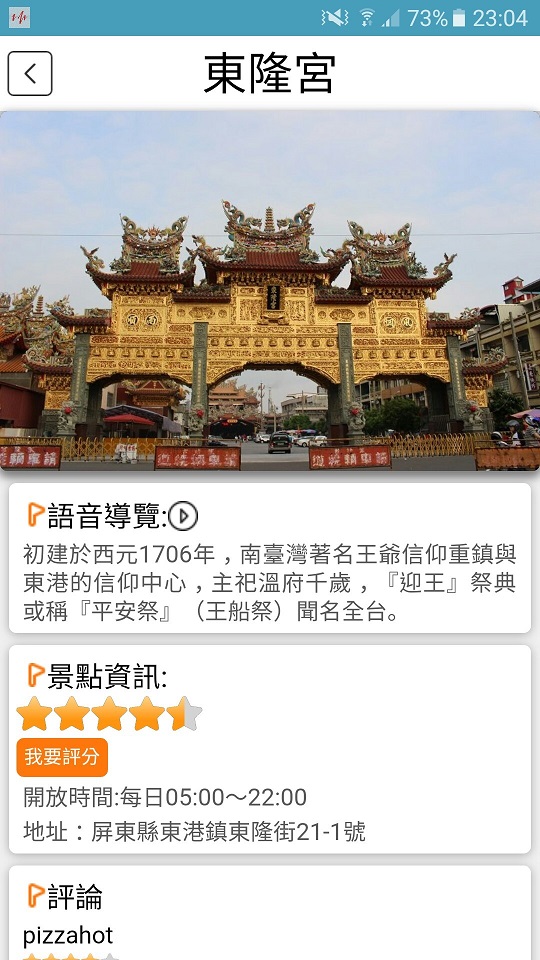 73% 23:04
東隆宮
東隆宮
語音導覽:
初建於西元1706年，南臺灣著名王爺信仰重鎮與
東港的信仰中心，主祀溫府千歲，『迎王』祭典
或稱『平安祭』（王船祭）聞名全台。
景點資訊:
我要評分
開放時間:每日05:00～22:00
地址：屏東縣東港鎮東隆街21-1號
評論
pizzahot